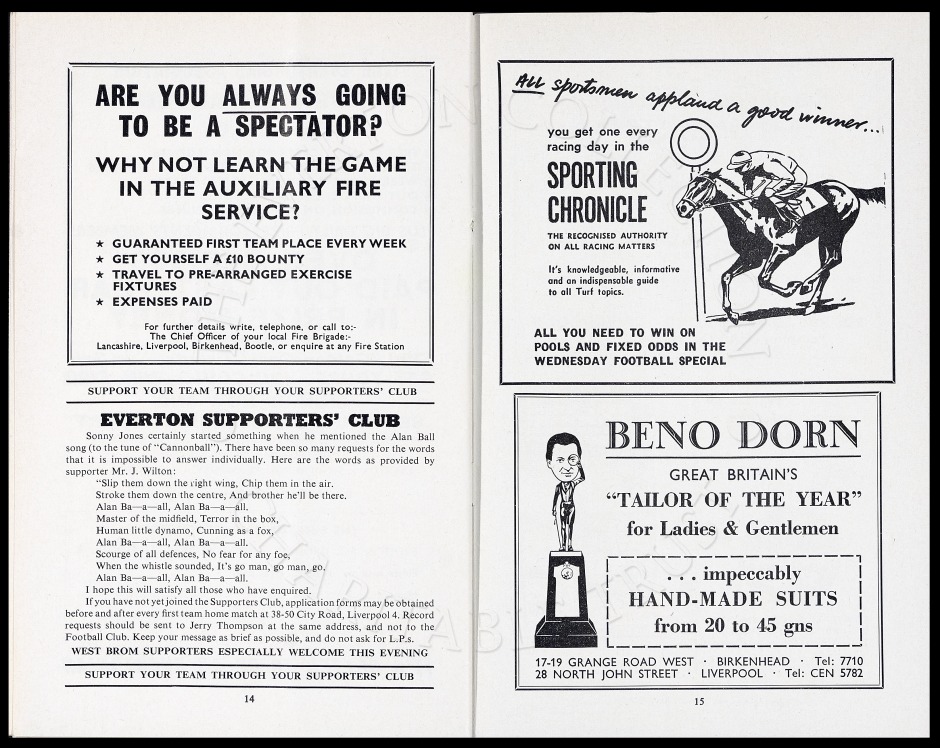 ARE YOU ALWAYS GOING
TO BE A SPECTATOR?
WHY NOT LEARN THE GAME
IN THE AUXILIARY FIRE
SERVICE?
★ GUARANTEED FIRST TEAM PLACE EVERY WEEK
★ GET YOURSELF A £10 BOUNTY
★ TRAVEL TO PRE-ARRANGED EXERCISE
FIXTURES
★ EXPENSES PAID
For further details write, telephone, or call to:-
The Chief Officer of your local Fire Brigade:-
Lancashire, Liverpool, Birkenhead, Bootle, or enquire at any Fire Station
SUPPORT YOUR TEAM THROUGH YOUR SUPPORTERS' CLUB
EVERTON SUPPORTERS' CLUB
Sonny Jones certainly started something when he mentioned the Alan Ball
song (to the tune of "Cannonball"). There have been so many requests for the words
that it is impossible to answer individually. Here are the words as provided by
supporter Mr. J. Wilton:
"Slip them down the right wing, Chip them in the air.
Stroke them down the centre, And brother he'll be there.
Alan Ba—a—all, Alan Ba—a—all.
Master of the midfield, Terror in the box,
Human little dynamo, Cunning as a fox,
Alan Ba—a—all, Alan Ba—a—all.
Scourge of all defences, No fear for any foe,
When the whistle sounded, It's go man, go man, go.
Alan Ba—a—all, Alan Ba—a—all.
I hope this will satisfy all those who have enquired.
If you have not yet joined the Supporters Club, application forms may be obtained
before and after every first team home match at 38-50 City Road, Liverpool 4. Record
requests should be sent to Jerry Thompson at the same address, and not to the
Football Club. Keep your message as brief as possible, and do not ask for L.P.s.
WEST BROM SUPPORTERS ESPECIALLY WELCOME THIS EVENING
SUPPORT YOUR TEAM THROUGH YOUR SUPPORTERS' CLUB
14
All sportsmen applaud a good winner...
you get one every
racing day in the
SPORTING
CHRONICLE
THE RECOGNISED AUTHORITY
ON ALL RACING MATTERS
It's knowledgeable, informative
and an indispensable guide
to all Turf topics.
1
ALL YOU NEED TO WIN ON
POOLS AND FIXED ODDS IN THE
WEDNESDAY FOOTBALL SPECIAL
BENO DORN
GREAT BRITAIN'S
"TAILOR OF THE YEAR"
for Ladies & Gentlemen
. . . impeccably
HAND-MADE SUITS
from 20 to 45 gns
17-19 GRANGE ROAD WEST · BIRKENHEAD · Tel: 7710
28 NORTH JOHN STREET · LIVERPOOL · Tel: CEN 5782
15